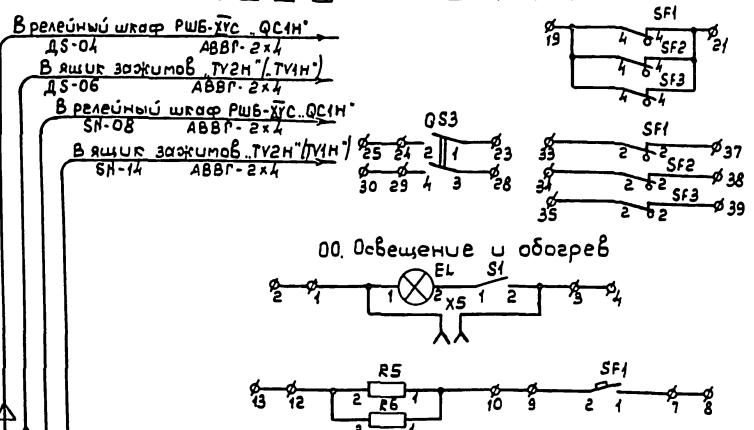 В релейный шкаф РШБ-XYC „QC1H"
ДS-04 АВВГ-2х4
В ящик зажимов „TV2H"/„TV1H")
ДS-06 АВВГ-2х4
В релейный шкаф РШБ-XYC „QC1H"
SN-08 АВВГ-2х4
В ящик зажимов „TV2H"/(TV1H")
SN-14 АВВГ-2х4
SF1
19 4 4 21
SF2
4 4
SF3
4 4
QS3
25 24 2 1 23
30 29 4 3 28
SF1
33 2 2 37
SF2
34 2 2 38
SF3
35 2 2 39
00. Освещение и обогрев
EL S1
2 1 1 2 1 2 3 4
X5
R5 SF1
13 12 2 1 10 9 2 1 7 8
R6
2 1